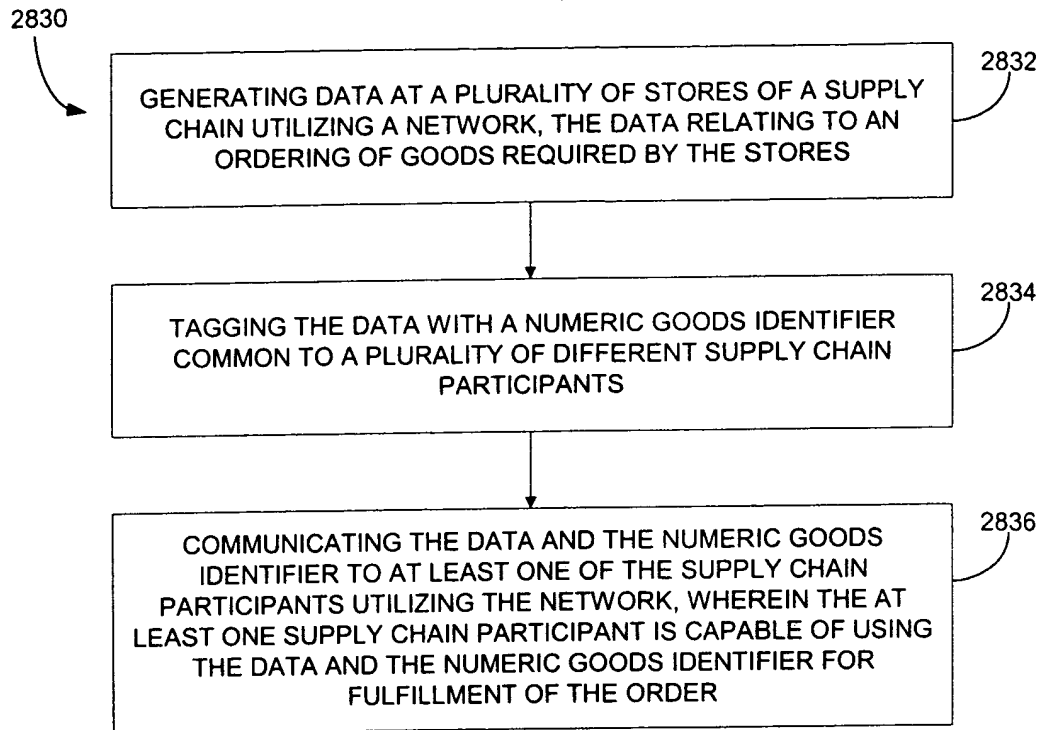 2830
2832
GENERATING DATA AT A PLURALITY OF STORES OF A SUPPLY
CHAIN UTILIZING A NETWORK, THE DATA RELATING TO AN
ORDERING OF GOODS REQUIRED BY THE STORES
2834
TAGGING THE DATA WITH A NUMERIC GOODS IDENTIFIER
COMMON TO A PLURALITY OF DIFFERENT SUPPLY CHAIN
PARTICIPANTS
2836
COMMUNICATING THE DATA AND THE NUMERIC GOODS
IDENTIFIER TO AT LEAST ONE OF THE SUPPLY CHAIN
PARTICIPANTS UTILIZING THE NETWORK, WHEREIN THE AT
LEAST ONE SUPPLY CHAIN PARTICIPANT IS CAPABLE OF USING
THE DATA AND THE NUMERIC GOODS IDENTIFIER FOR
FULFILLMENT OF THE ORDER